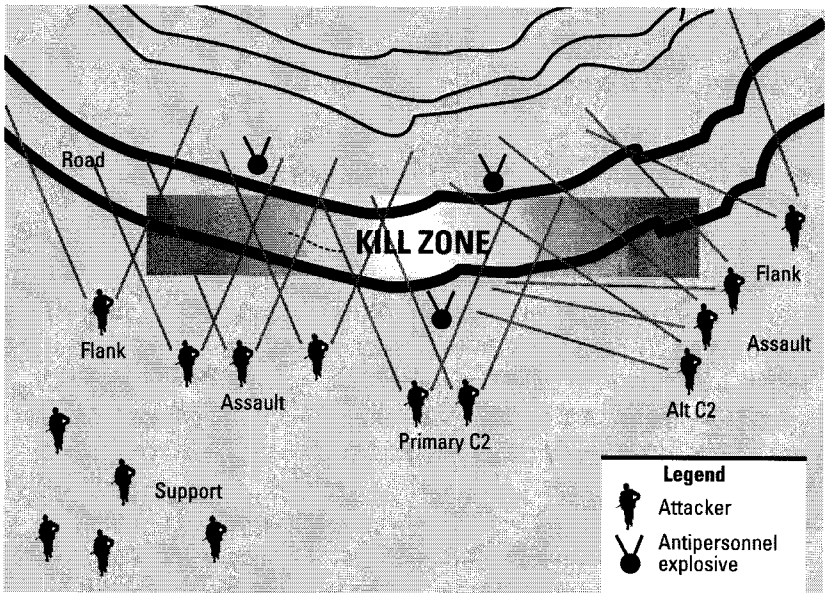 Road
KILL ZONE
Flank
Flank
Assault
Assault
Alt C2
Primary C2
Support
Legend
Attacker
Antipersonnel
explosive